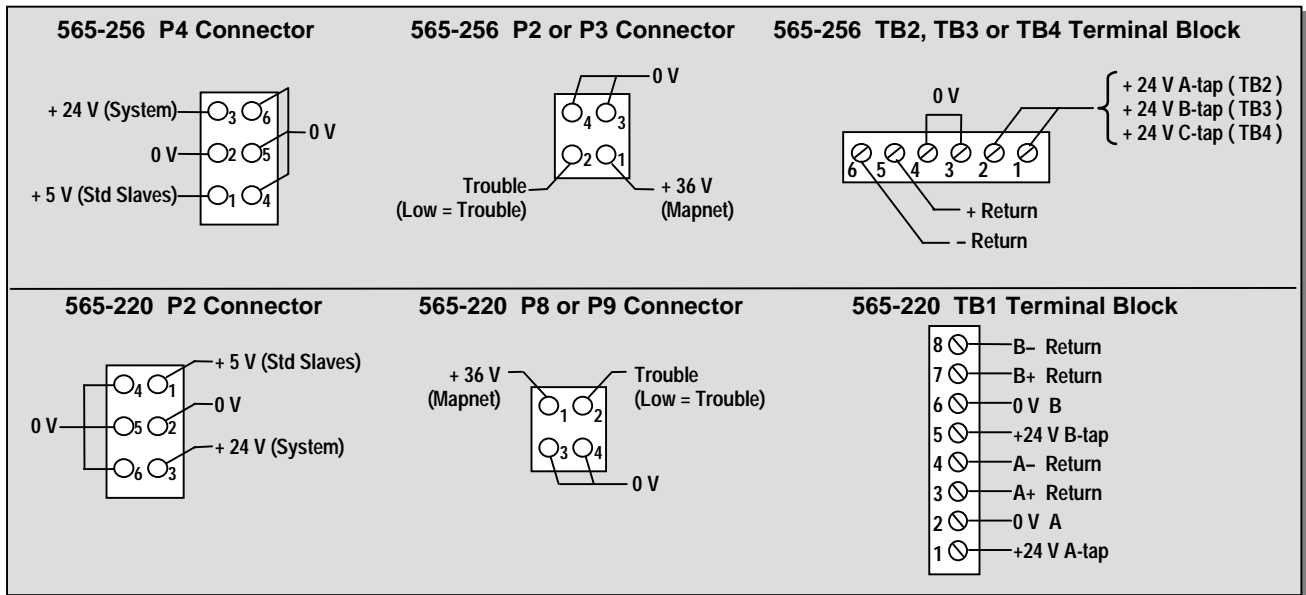 565-256 P4 Connector
+ 24 V (System)
3 6
0 V
2 5
0 V
+ 5 V (Std Slaves)
1 4
565-256 P2 or P3 Connector
0 V
4 3
2 1
Trouble
(Low = Trouble)
+ 36 V
(Mapnet)
565-256 TB2, TB3 or TB4 Terminal Block
0 V
+ 24 V A-tap ( TB2 )
+ 24 V B-tap ( TB3 )
+ 24 V C-tap ( TB4 )
6 5 4 3 2 1
+ Return
– Return
565-220 P2 Connector
+ 5 V (Std Slaves)
4 1
0 V
0 V
5 2
+ 24 V (System)
6 3
565-220 P8 or P9 Connector
+ 36 V
(Mapnet)
Trouble
(Low = Trouble)
1 2
3 4
0 V
565-220 TB1 Terminal Block
8 B– Return
7 B+ Return
6 0 V B
5 +24 V B-tap
4 A– Return
3 A+ Return
2 0 V A
1 +24 V A-tap